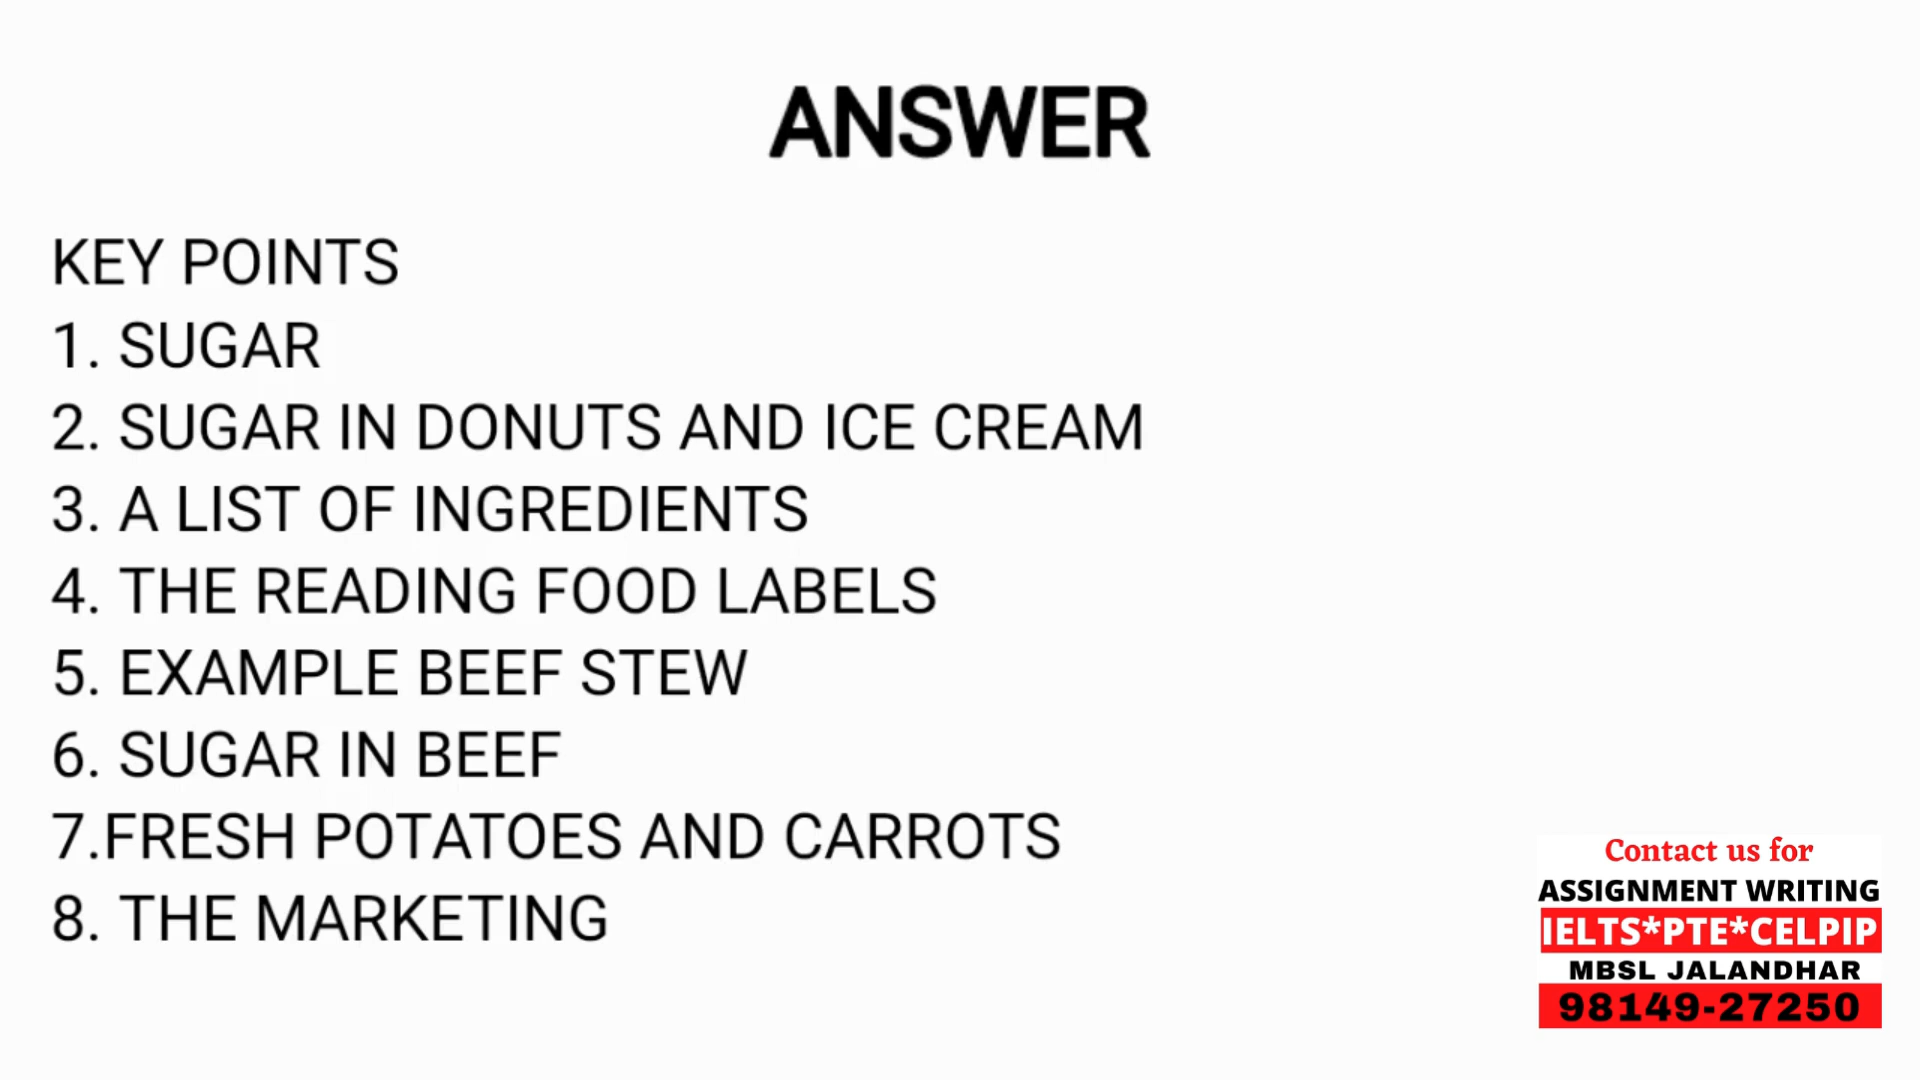 ANSWER
KEY POINTS
1. SUGAR
2. SUGAR IN DONUTS AND ICE CREAM
3. A LIST OF INGREDIENTS
4. THE READING FOOD LABELS
5. EXAMPLE BEEF STEW
6. SUGAR IN BEEF
7.FRESH POTATOES AND CARROTS
8. THE MARKETING
Contact us for
ASSIGNMENT WRITING
IELTS*PTE*CELPIP
MBSL JALANDHAR
98149-27250